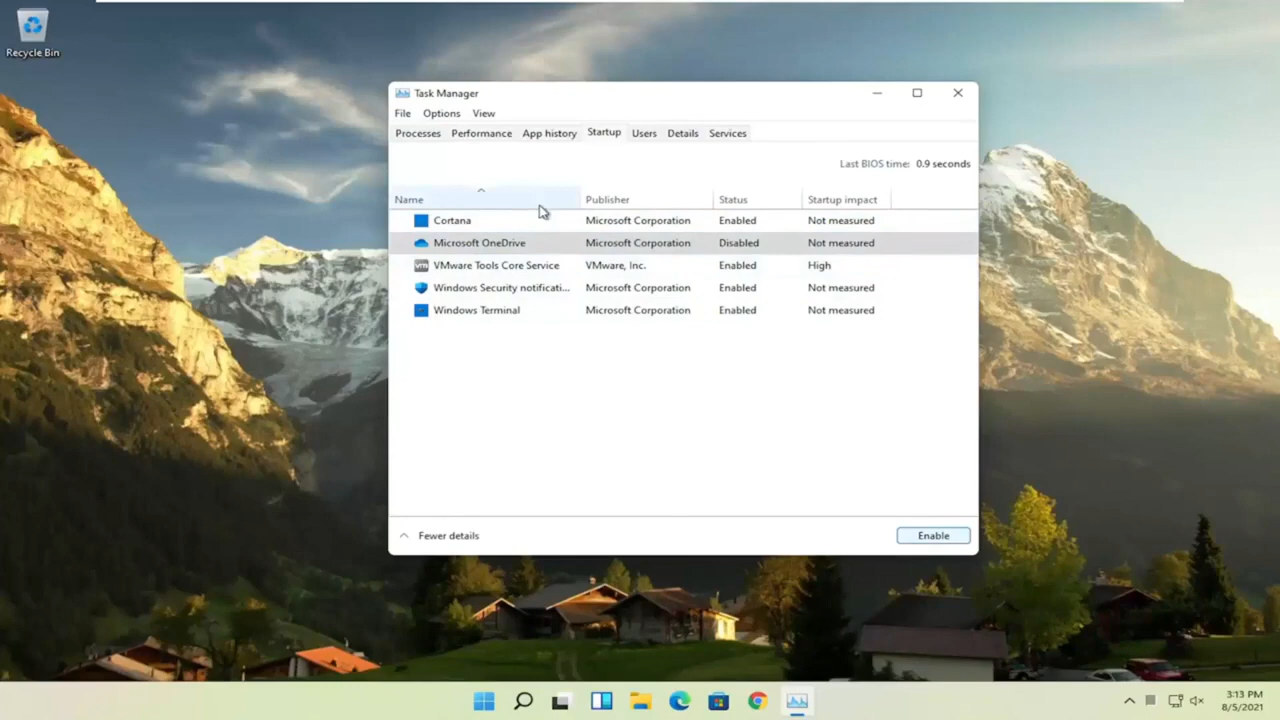 Recycle Bin
Task Manager
File Options View
Processes Performance App history Startup Users Details Services
Last BIOS time: 0.9 seconds
Name Publisher Status Startup impact
Cortana Microsoft Corporation Enabled Not measured
Microsoft OneDrive Microsoft Corporation Disabled Not measured
vm VMware Tools Core Service VMware, Inc. Enabled High
Windows Security notificati... Microsoft Corporation Enabled Not measured
Windows Terminal Microsoft Corporation Enabled Not measured
Fewer details Enable
3:13 PM
8/5/2021